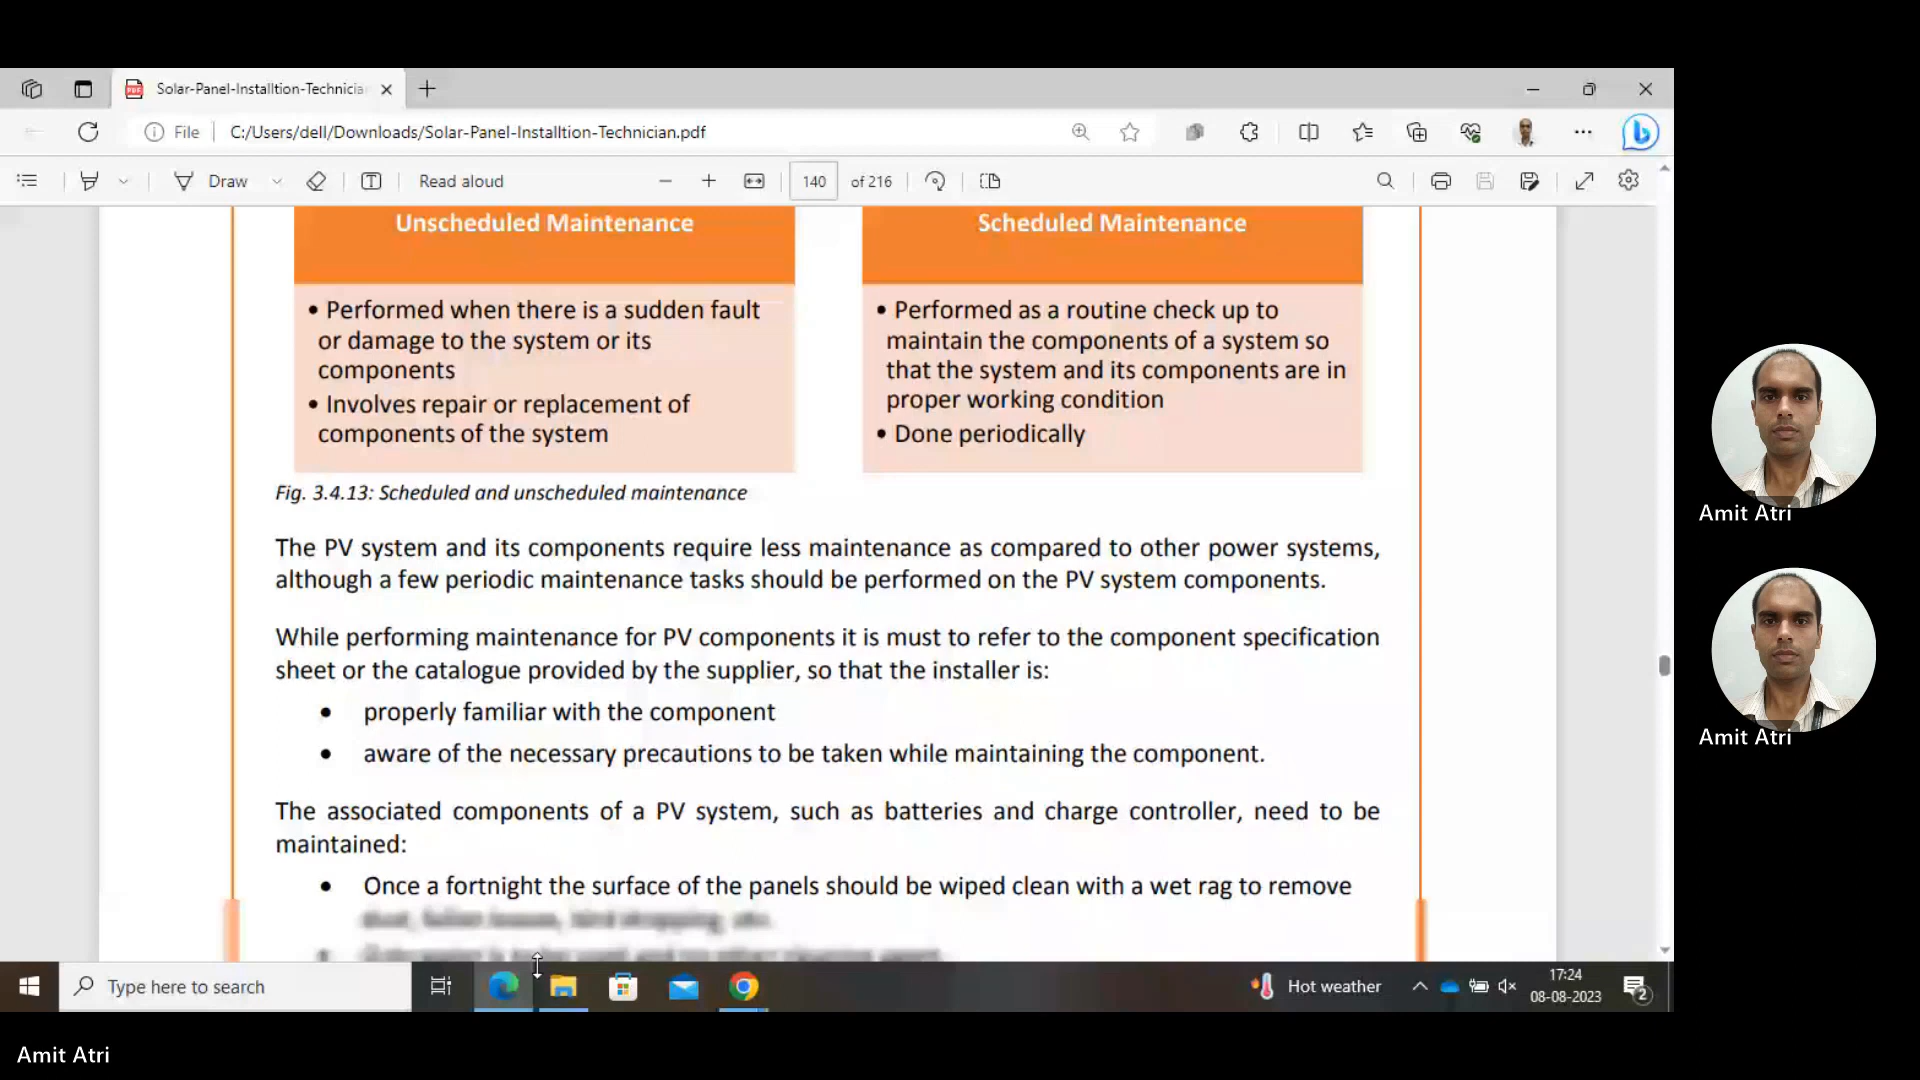 Solar-Panel-Installtion-Technicia
File
C:/Users/dell/Downloads/Solar-Panel-Installtion-Technician.pdf
Draw
Read aloud
140
of 216
Unscheduled Maintenance
• Performed when there is a sudden fault
or damage to the system or its
components
• Involves repair or replacement of
components of the system
Scheduled Maintenance
• Performed as a routine check up to
maintain the components of a system so
that the system and its components are in
proper working condition
• Done periodically
Fig. 3.4.13: Scheduled and unscheduled maintenance
The PV system and its components require less maintenance as compared to other power systems,
although a few periodic maintenance tasks should be performed on the PV system components.
While performing maintenance for PV components it is must to refer to the component specification
sheet or the catalogue provided by the supplier, so that the installer is:
• properly familiar with the component
• aware of the necessary precautions to be taken while maintaining the component.
The associated components of a PV system, such as batteries and charge controller, need to be
maintained:
• Once a fortnight the surface of the panels should be wiped clean with a wet rag to remove
Type here to search
Hot weather
17:24
08-08-2023
2
Amit Atri
Amit Atri
Amit Atri